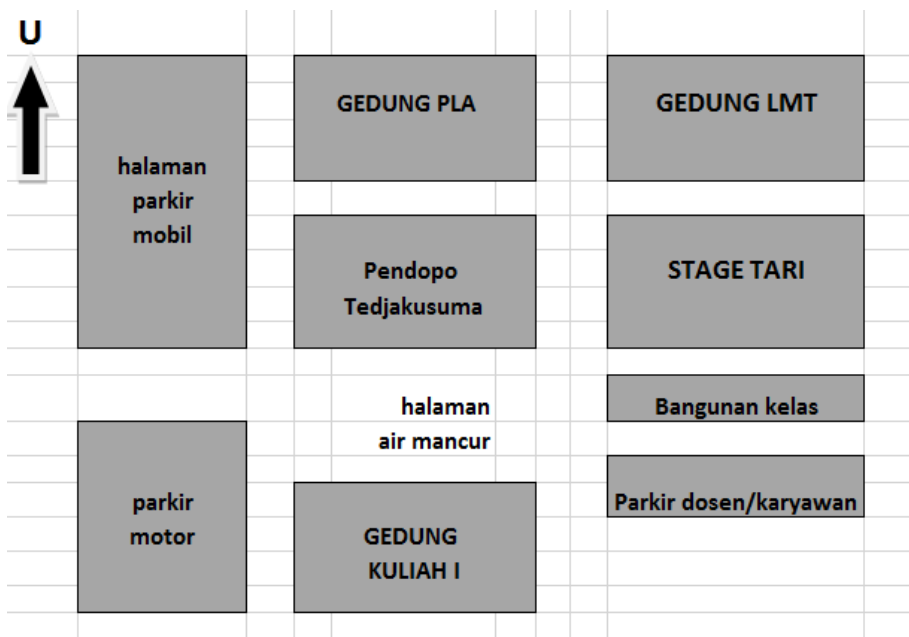 U
halaman
parkir
mobil
GEDUNG PLA
GEDUNG LMT
Pendopo
Tedjakusuma
STAGE TARI
halaman
air mancur
Bangunan kelas
parkir
motor
GEDUNG
KULIAH I
Parkir dosen/karyawan